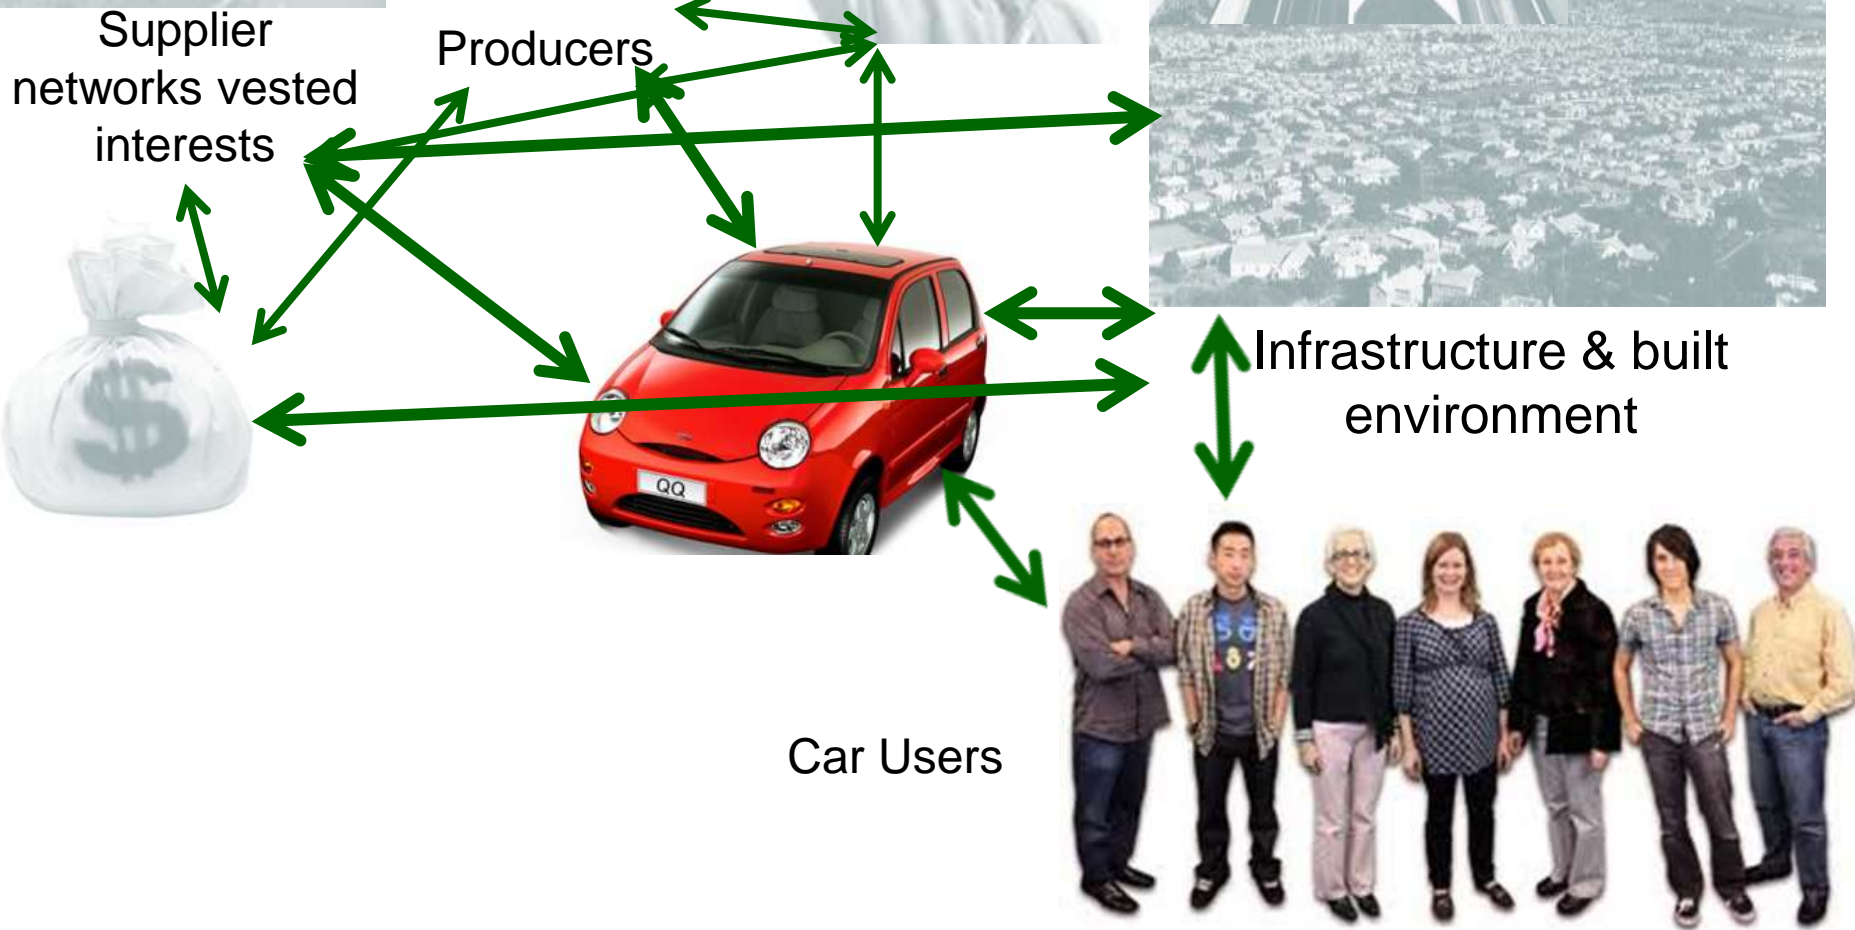 Supplier
networks vested
interests
Producers
$
QQ
Infrastructure & built
environment
Car Users